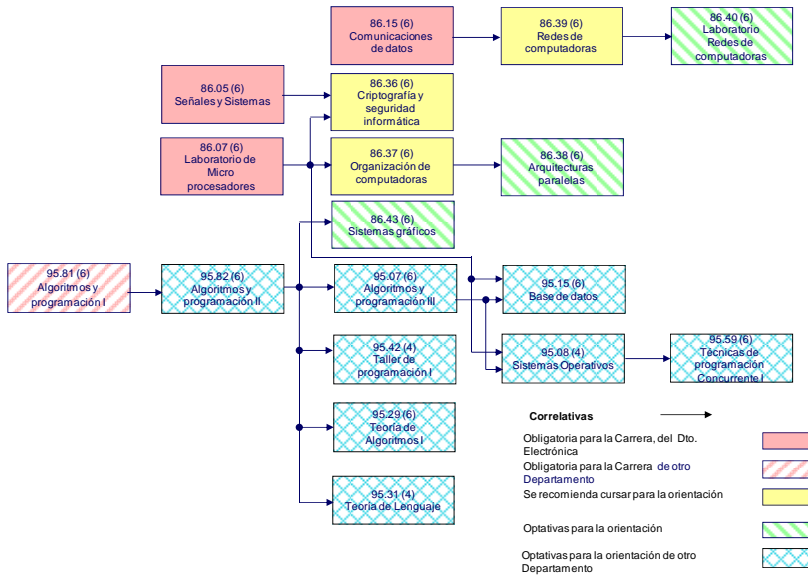 86.15 (6)
Comunicaciones
de datos
86.39 (6)
Redes de
computadoras
86.40 (6)
Laboratorio
Redes de
computadoras
86.05 (6)
Señales y Sistemas
86.36 (6)
Criptografía y
seguridad
informática
86.07 (6)
Laboratorio de
Micro
procesadores
86.37 (6)
Organización de
computadoras
86.38 (6)
Arquitecturas
paralelas
86.43 (6)
Sistemas gráficos
95.81 (6)
Algoritmos y
programación I
95.82 (6)
Algoritmos y
programación II
95.07 (6)
Algoritmos y
programación III
95.15 (6)
Base de datos
95.42 (4)
Taller de
programación I
95.08 (4)
Sistemas Operativos
95.59 (6)
Técnicas de
programación
Concurrente I
95.29 (6)
Teoría de
Algoritmos I
95.31 (4)
Teoría de Lenguaje
Correlativas
Obligatoria para la Carrera, del Dto.
Electrónica
Obligatoria para la Carrera de otro
Departamento
Se recomienda cursar para la orientación
Optativas para la orientación
Optativas para la orientación de otro
Departamento